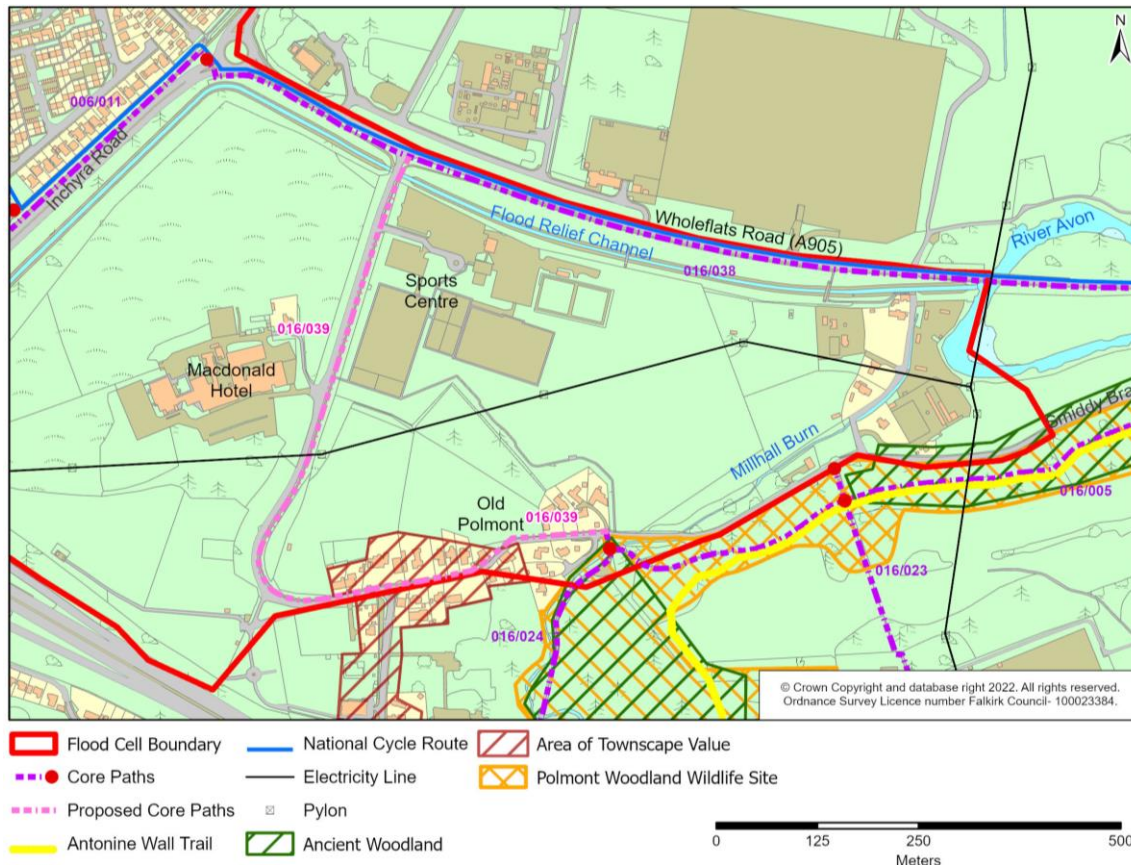 N
006/011
Inchyra Road
Wholeflats Road (A905)
Flood Relief Channel
River Avon
016/038
Sports
Centre
016/039
Macdonald
Hotel
Smiddy Bra
Millhall Burn
Old
Polmont
016/039
016/005
016/023
016/024
© Crown Copyright and database right 2022. All rights reserved.
Ordnance Survey Licence number Falkirk Council- 100023384.
Flood Cell Boundary
National Cycle Route
Area of Townscape Value
Core Paths
Electricity Line
Polmont Woodland Wildlife Site
Proposed Core Paths
Pylon
Antonine Wall Trail
Ancient Woodland
0 125 250 500
Meters